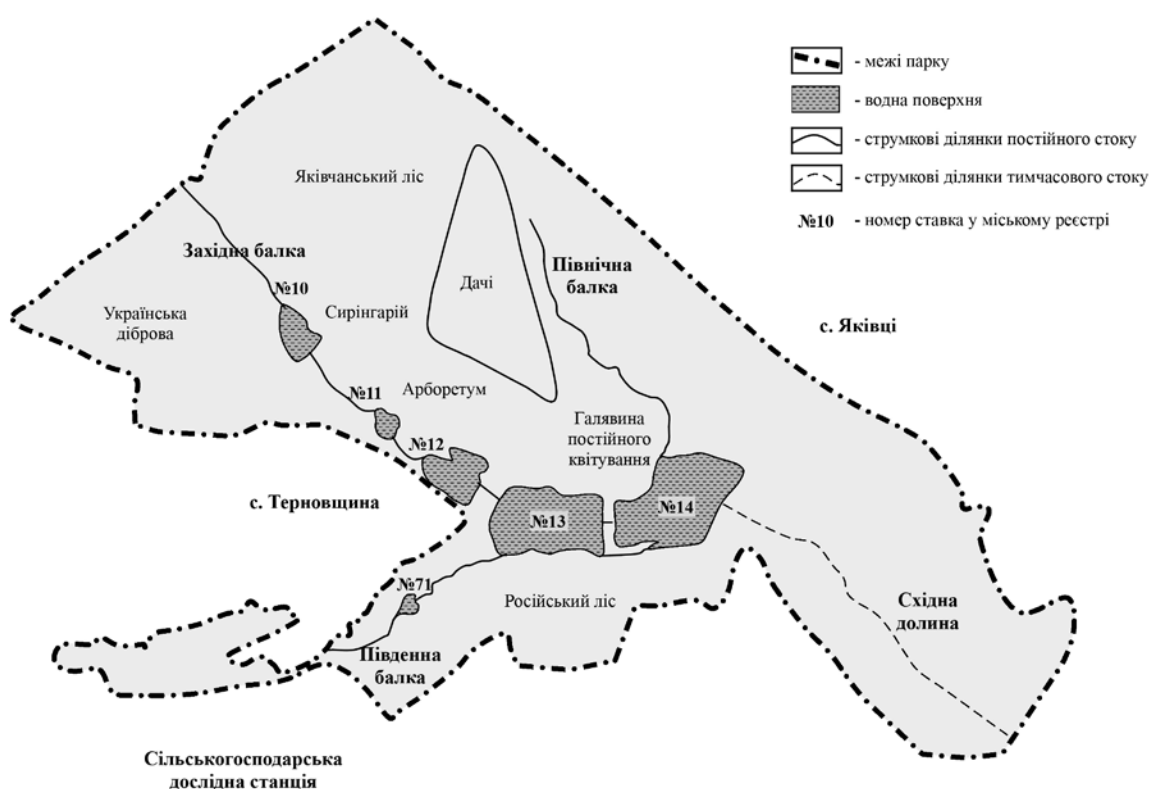 - межі парку
- водна поверхня
- струмкові ділянки постійного стоку
- струмкові ділянки тимчасового стоку
№10 - номер ставка у міському реєстрі
Яківчанський ліс
Західна балка
Північна
балка
Дачі
№10
Сирінгарій
Українська
діброва
с. Яківці
№11
Арборетум
Галявина
постійного
квітування
№12
с. Терновщина
№13
№14
№71
Російський ліс
Східна
долина
Південна
балка
Сільськогосподарська
дослідна станція